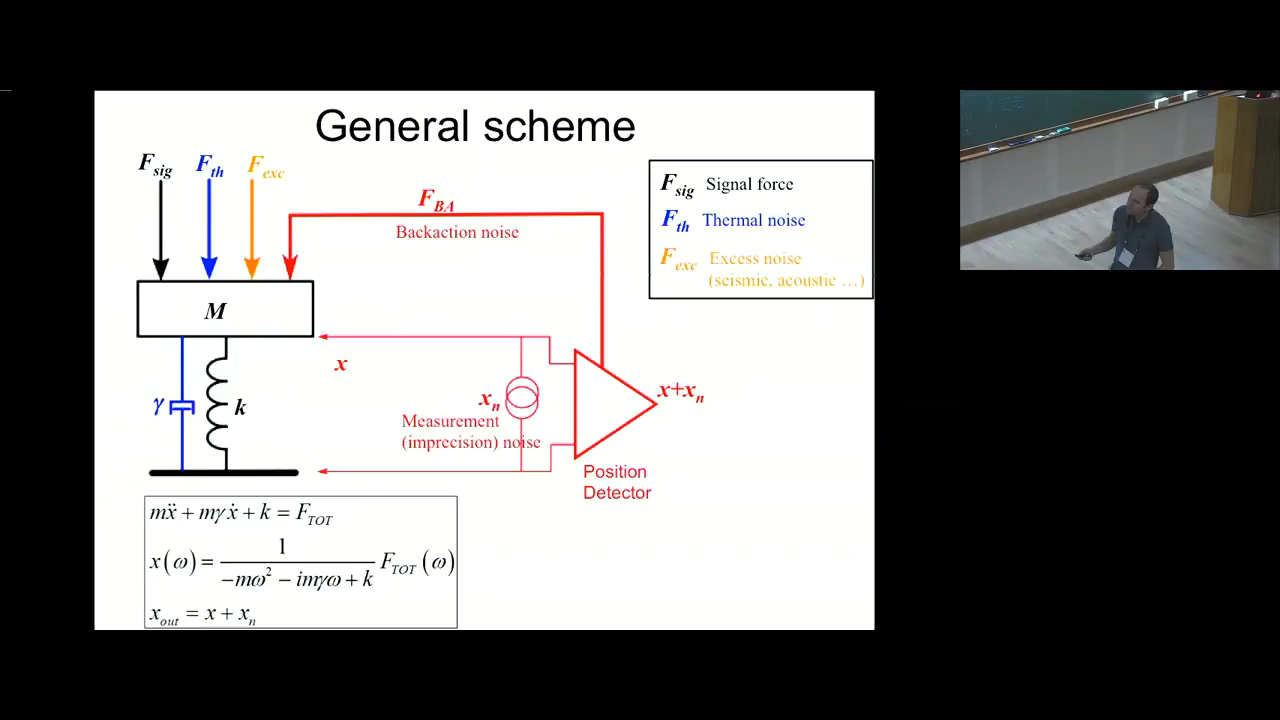 General scheme
F_sig F_th F_exc
F_BA
Backaction noise
F_sig Signal force
F_th Thermal noise
F_exc Excess noise
(seismic, acoustic …)
M
x
γ
k
x_n
x+x_n
Measurement
(imprecision) noise
Position
Detector
mẍ + mγẋ + k = F_TOT
x(ω) = 1 / (−mω² − imγω + k) F_TOT(ω)
x_out = x + x_n